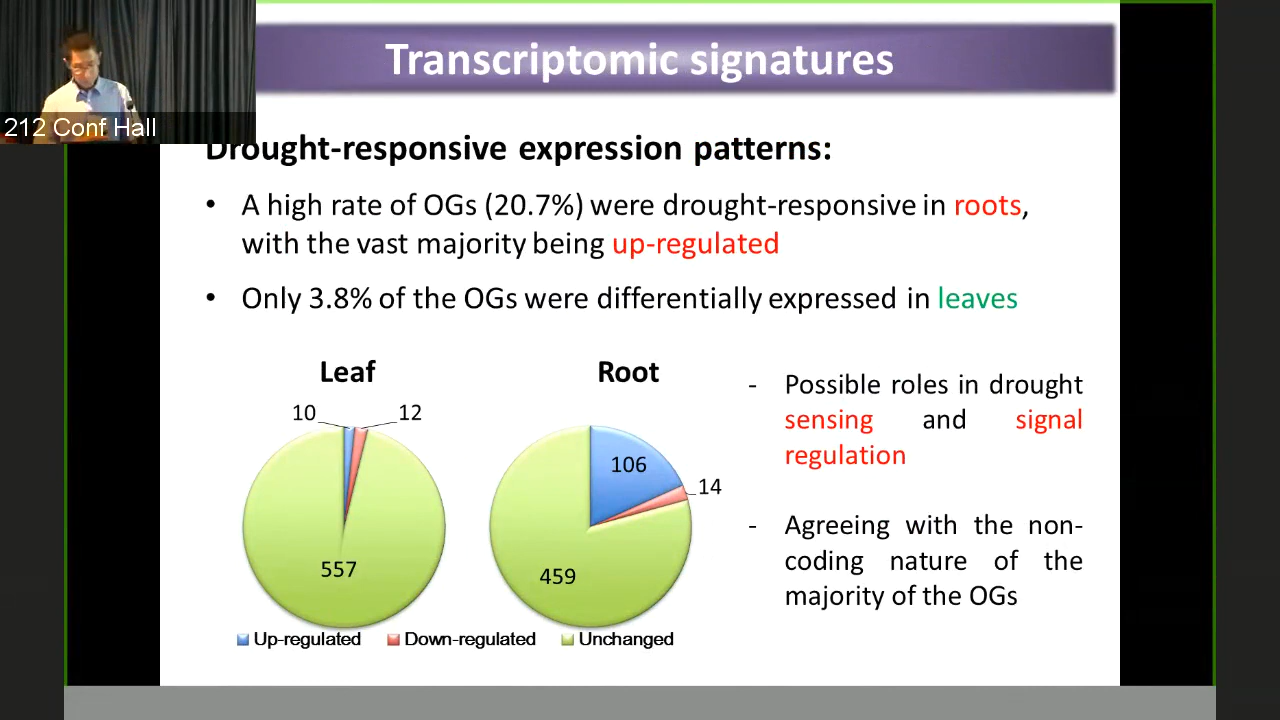 Transcriptomic signatures
212 Conf Hall
Drought-responsive expression patterns:
• A high rate of OGs (20.7%) were drought-responsive in roots,
with the vast majority being up-regulated
• Only 3.8% of the OGs were differentially expressed in leaves
Leaf
10
12
557
Root
106
14
459
Up-regulated
Down-regulated
Unchanged
- Possible roles in drought
sensing and signal
regulation
- Agreeing with the non-
coding nature of the
majority of the OGs